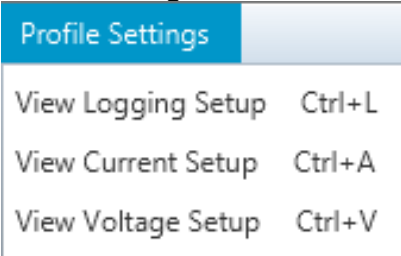 Profile Settings
View Logging Setup Ctrl+L
View Current Setup Ctrl+A
View Voltage Setup Ctrl+V